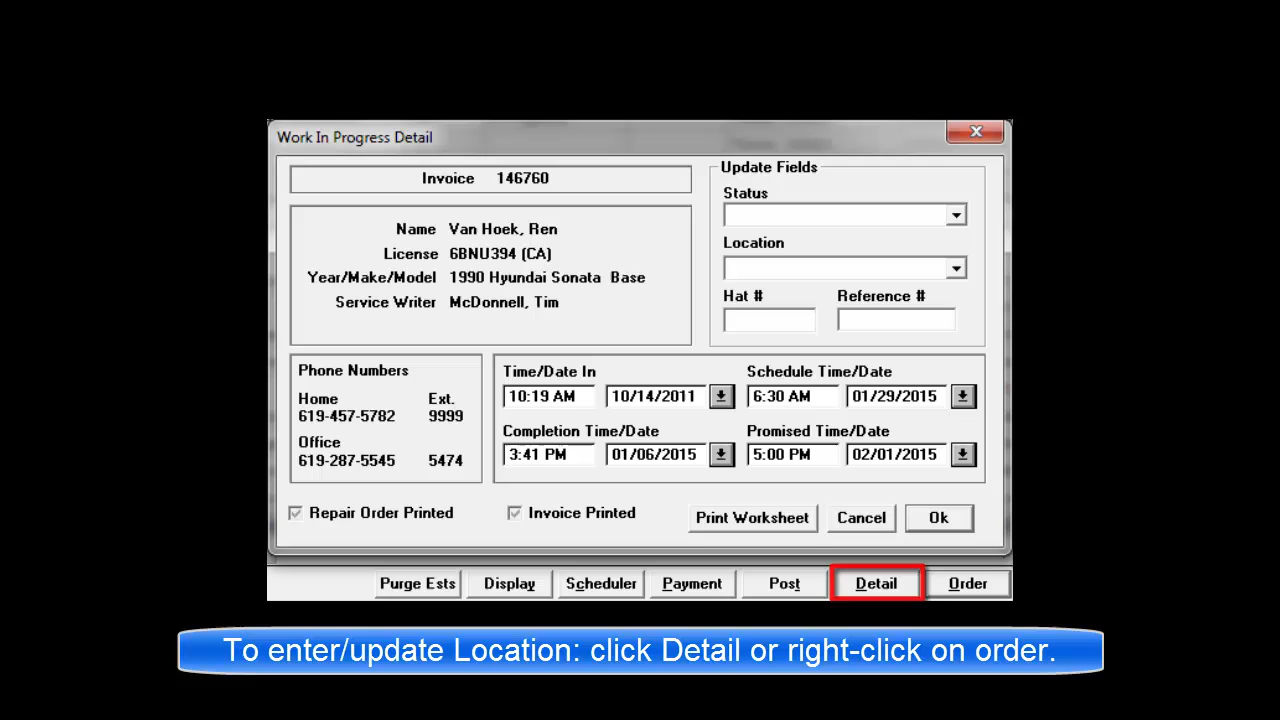 Work In Progress Detail
Invoice 146760
Name Van Hoek, Ren
License 6BNU394 (CA)
Year/Make/Model 1990 Hyundai Sonata Base
Service Writer McDonnell, Tim
Update Fields
Status
Location
Hat # Reference #
Phone Numbers
Home Ext.
619-457-5782 9999
Office
619-287-5545 5474
Time/Date In Schedule Time/Date
10:19 AM 10/14/2011 6:30 AM 01/29/2015
Completion Time/Date Promised Time/Date
3:41 PM 01/06/2015 5:00 PM 02/01/2015
Repair Order Printed Invoice Printed Print Worksheet Cancel Ok
Purge Ests Display Scheduler Payment Post Detail Order
To enter/update Location: click Detail or right-click on order.